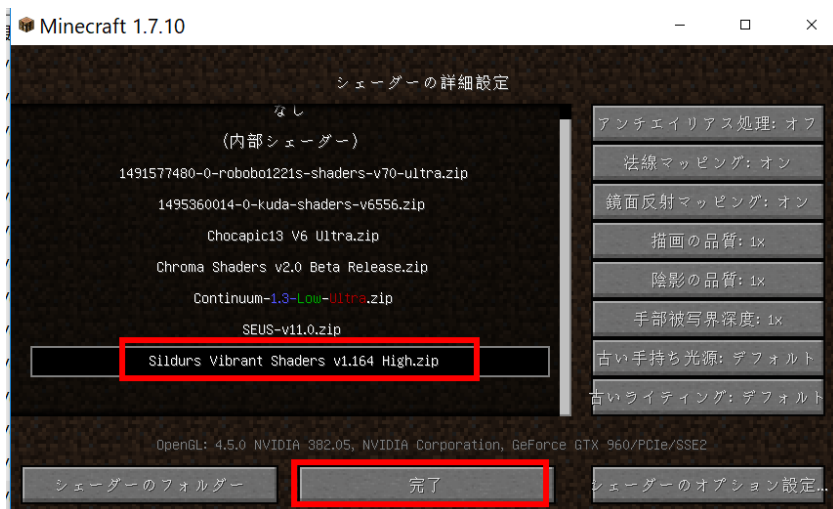 Minecraft 1.7.10
シェーダーの詳細設定
なし
(内部シェーダー)
1491577480-0-robobo1221s-shaders-v70-ultra.zip
1495360014-0-kuda-shaders-v6556.zip
Chocapic13 V6 Ultra.zip
Chroma Shaders v2.0 Beta Release.zip
Continuum-1.3-Low-Ultra.zip
SEUS-v11.0.zip
Sildurs Vibrant Shaders v1.164 High.zip
アンチエイリアス処理: オフ
法線マッピング: オン
鏡面反射マッピング: オン
描画の品質: 1x
陰影の品質: 1x
手部被写界深度: 1x
古い手持ち光源: デフォルト
古いライティング: デフォルト
OpenGL: 4.5.0 NVIDIA 382.05, NVIDIA Corporation, GeForce GTX 960/PCIe/SSE2
シェーダーのフォルダー
完了
シェーダーのオプション設定...